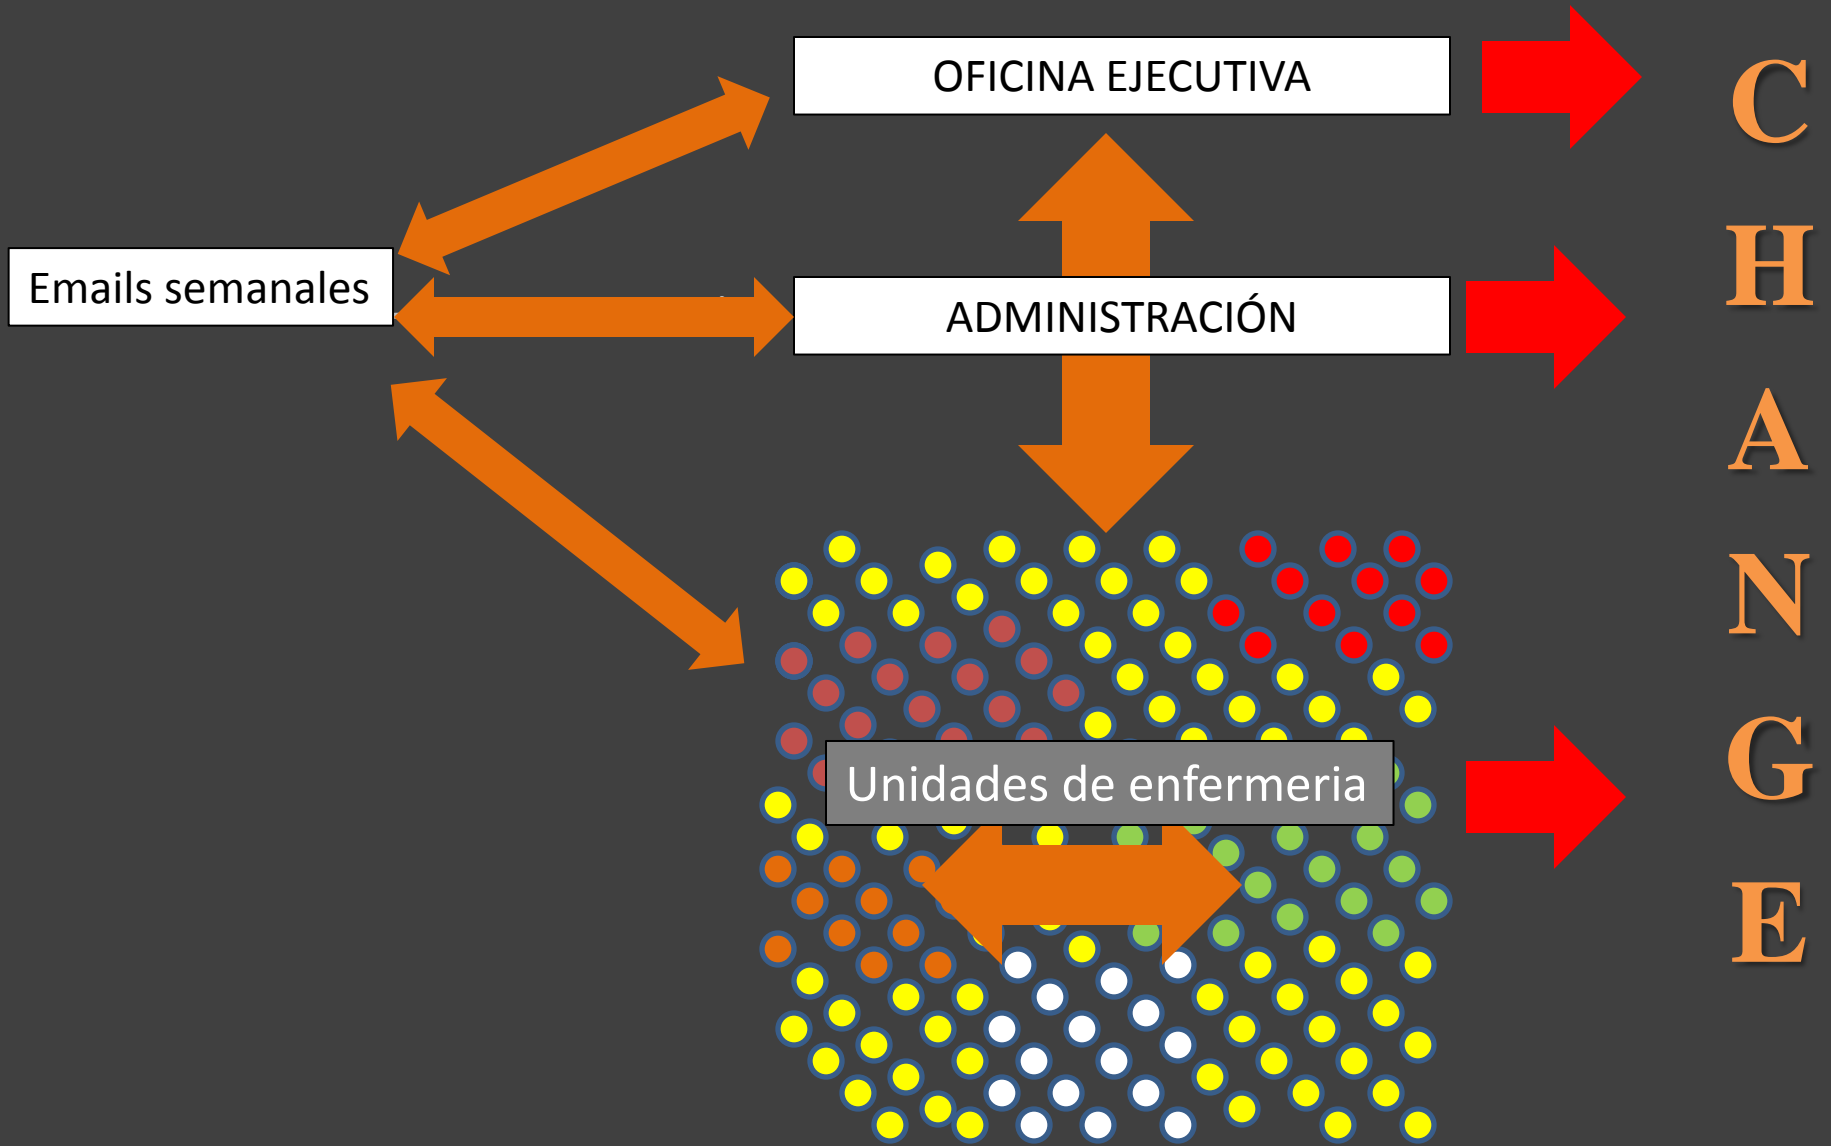 OFICINA EJECUTIVA
Emails semanales
ADMINISTRACIÓN
Unidades de enfermeria
C
H
A
N
G
E